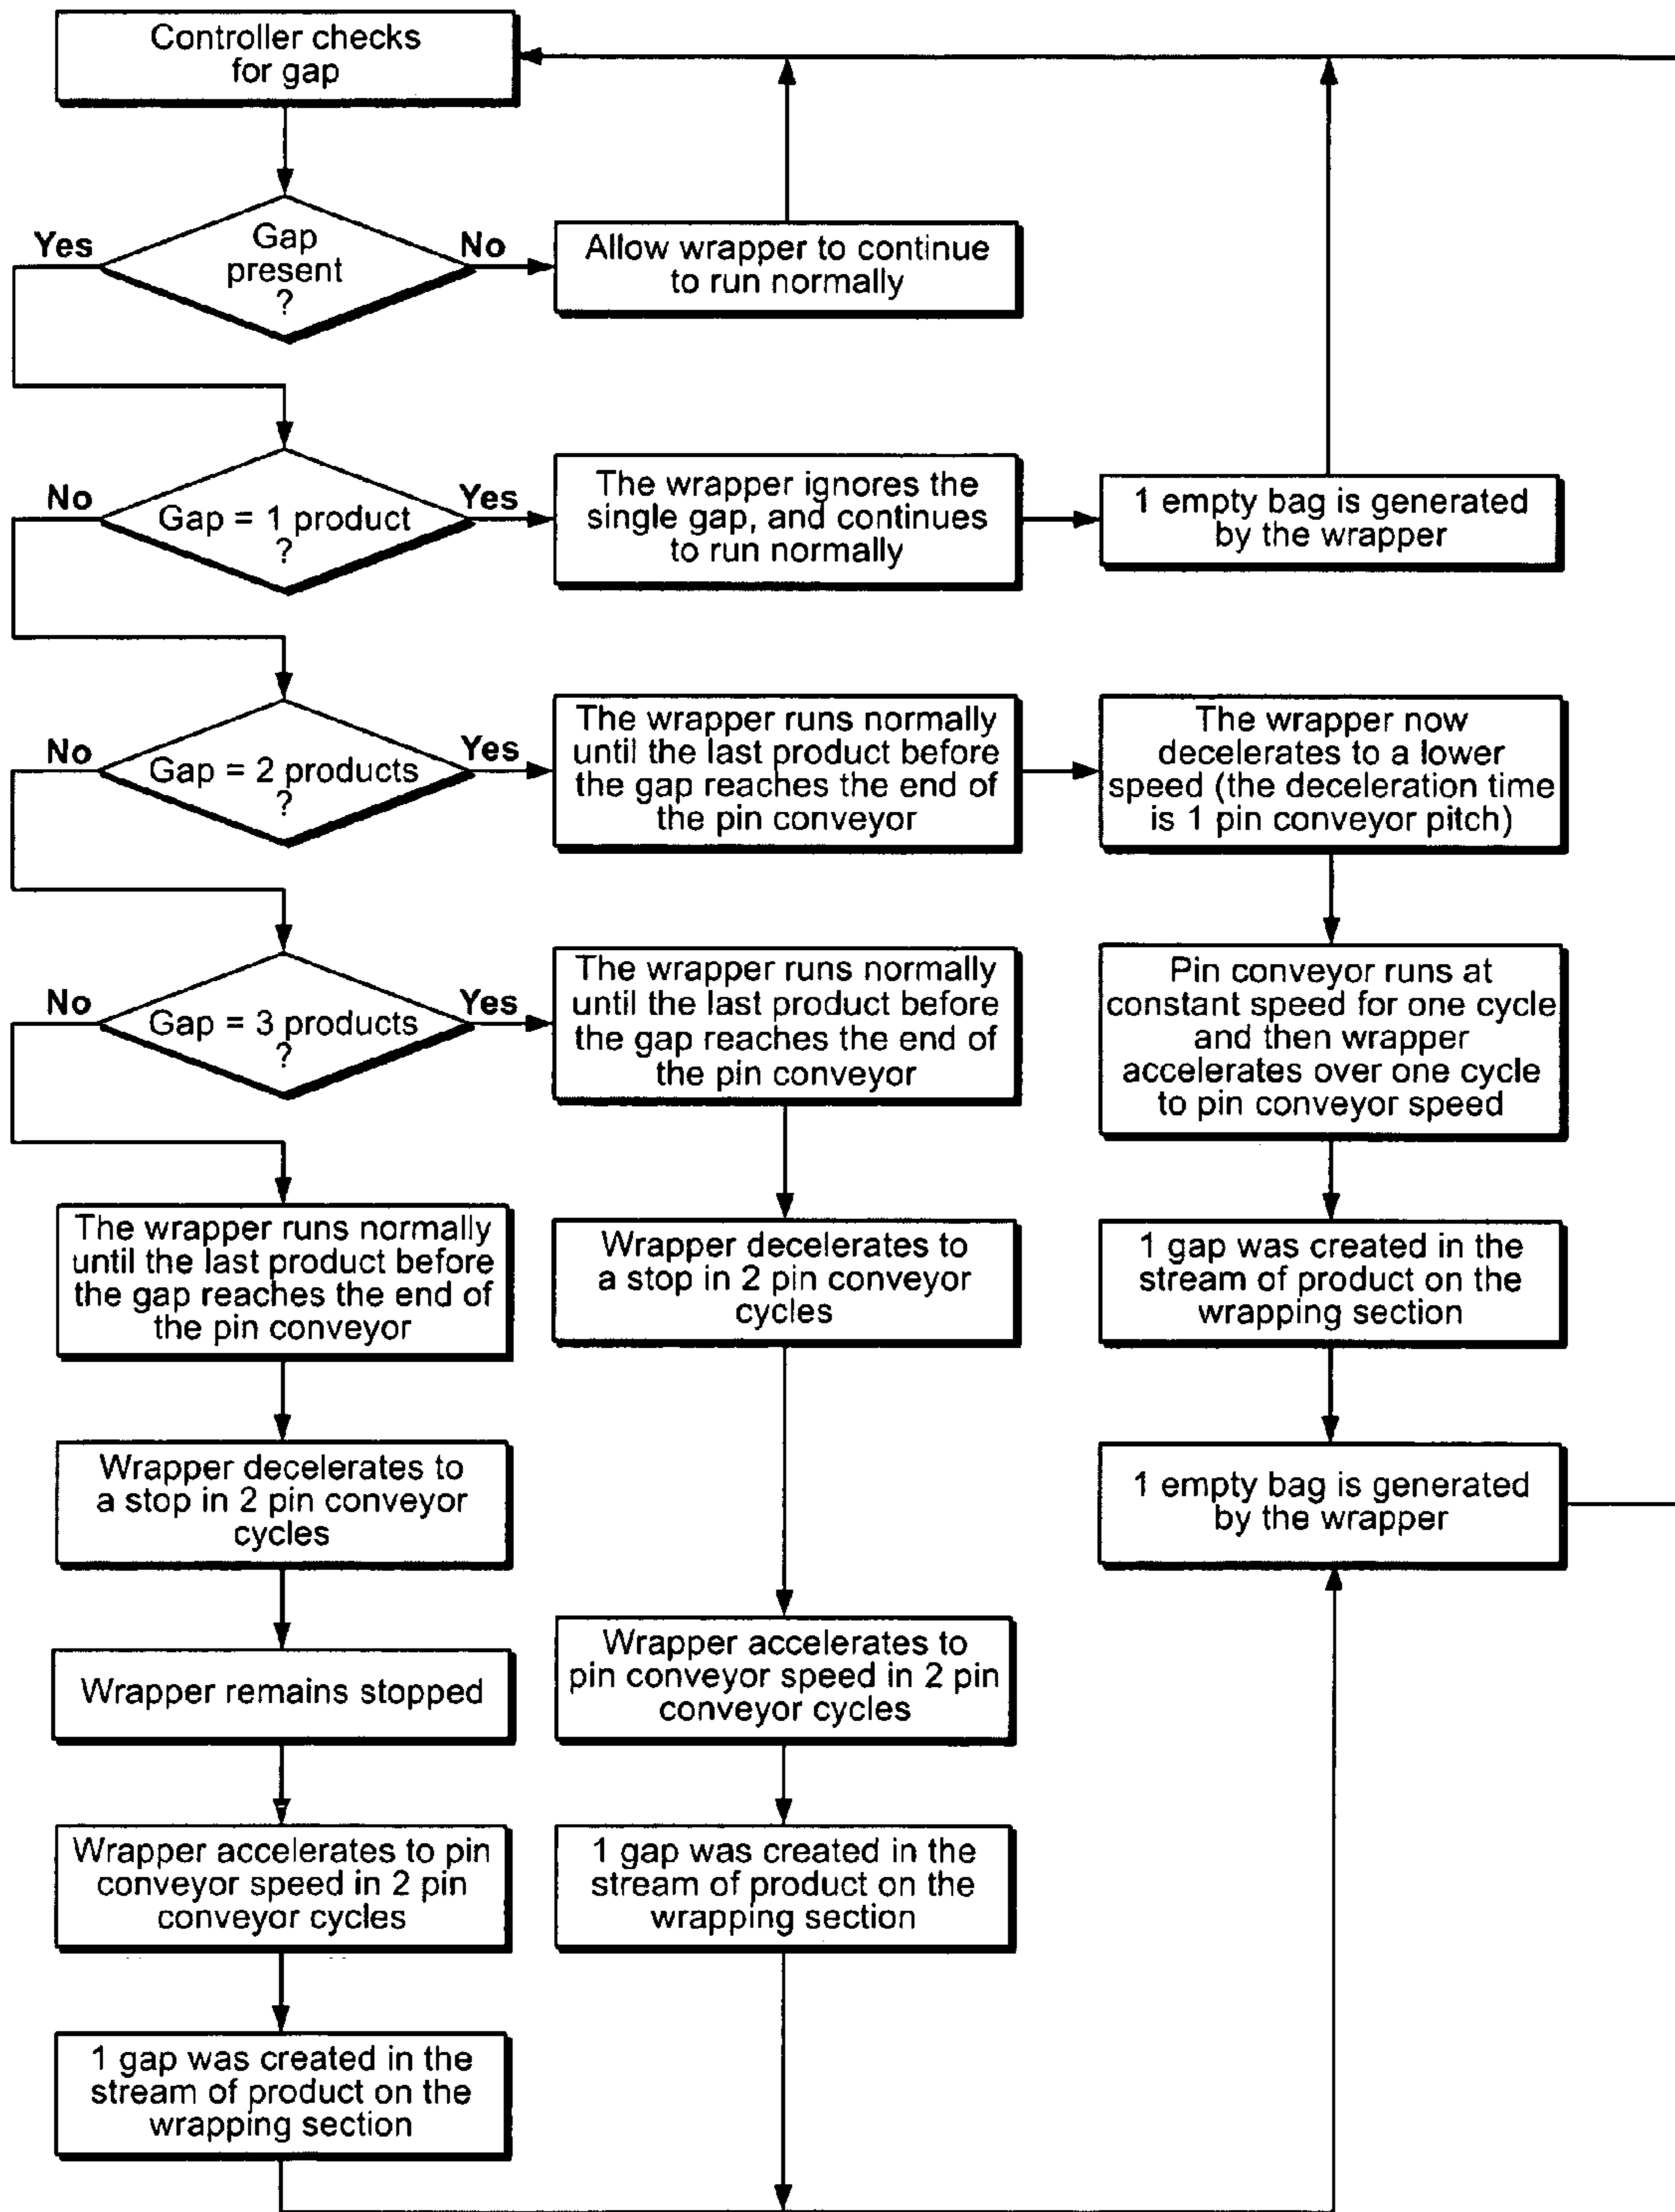 Controller checks
for gap
Yes
Gap
present
?
No
Allow wrapper to continue
to run normally
No
Gap = 1 product
?
Yes
The wrapper ignores the
single gap, and continues
to run normally
1 empty bag is generated
by the wrapper
No
Gap = 2 products
?
Yes
The wrapper runs normally
until the last product before
the gap reaches the end of
the pin conveyor
The wrapper now
decelerates to a lower
speed (the deceleration time
is 1 pin conveyor pitch)
No
Gap = 3 products
?
Yes
The wrapper runs normally
until the last product before
the gap reaches the end of
the pin conveyor
Pin conveyor runs at
constant speed for one cycle
and then wrapper
accelerates over one cycle
to pin conveyor speed
The wrapper runs normally
until the last product before
the gap reaches the end of
the pin conveyor
Wrapper decelerates to
a stop in 2 pin conveyor
cycles
1 gap was created in the
stream of product on the
wrapping section
Wrapper decelerates to
a stop in 2 pin conveyor
cycles
1 empty bag is generated
by the wrapper
Wrapper remains stopped
Wrapper accelerates to
pin conveyor speed in 2 pin
conveyor cycles
Wrapper accelerates to pin
conveyor speed in 2 pin
conveyor cycles
1 gap was created in the
stream of product on the
wrapping section
1 gap was created in the
stream of product on the
wrapping section